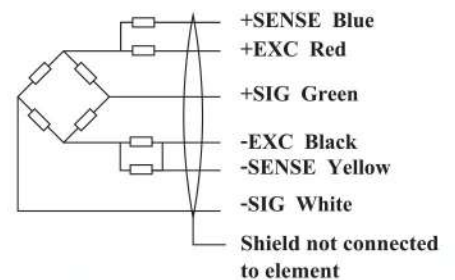 +SENSE Blue
+EXC Red
+SIG Green
-EXC Black
-SENSE Yellow
-SIG White
Shield not connected
to element